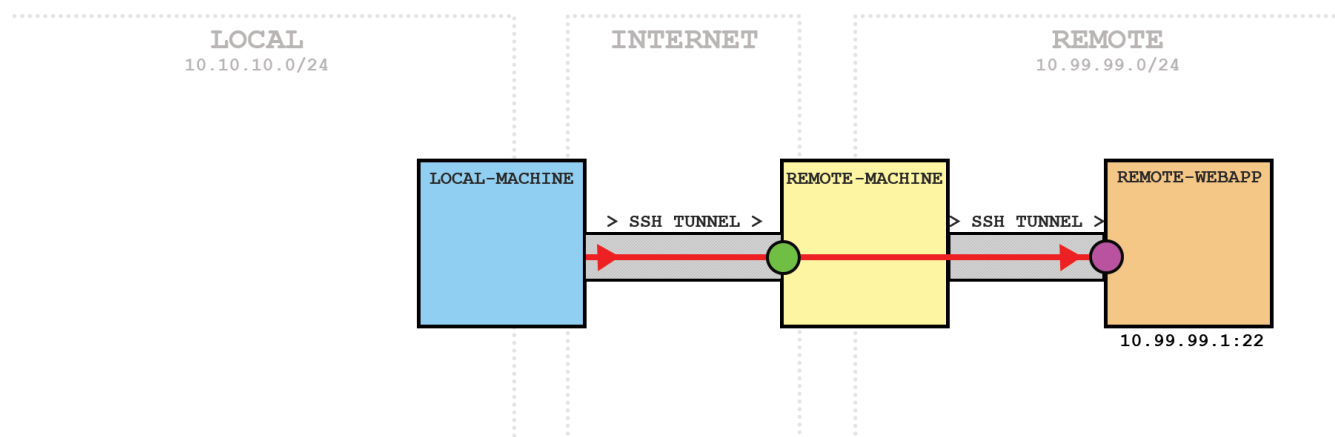 LOCAL
10.10.10.0/24
INTERNET
REMOTE
10.99.99.0/24
LOCAL-MACHINE
> SSH TUNNEL >
REMOTE-MACHINE
> SSH TUNNEL >
REMOTE-WEBAPP
10.99.99.1:22